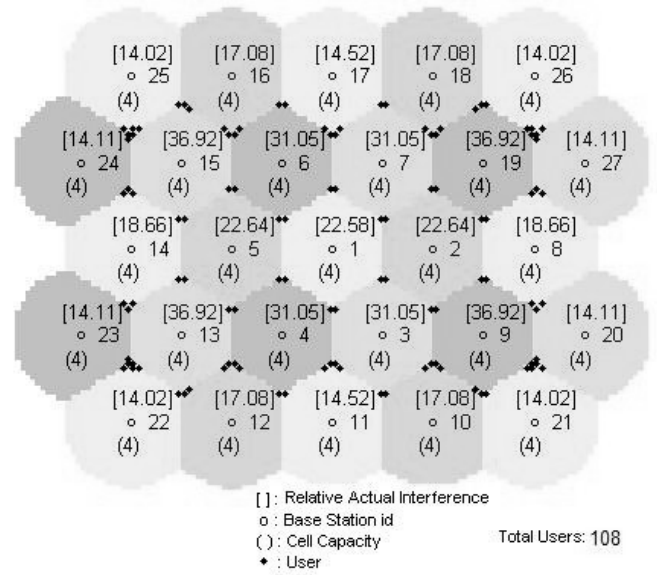 [14.02] [17.08] [14.52] [17.08] [14.02]
25 16 17 18 26
(4) (4) (4) (4) (4)
[14.11] [36.92] [31.05] [31.05] [36.92] [14.11]
24 15 6 7 19 27
(4) (4) (4) (4) (4) (4)
[18.66] [22.64] [22.58] [22.64] [18.66]
14 5 1 2 8
(4) (4) (4) (4) (4)
[14.11] [36.92] [31.05] [31.05] [36.92] [14.11]
23 13 4 3 9 20
(4) (4) (4) (4) (4) (4)
[14.02] [17.08] [14.52] [17.08] [14.02]
22 12 11 10 21
(4) (4) (4) (4) (4)
[ ] : Relative Actual Interference
o : Base Station id
( ) : Cell Capacity
◆ : User
Total Users: 108